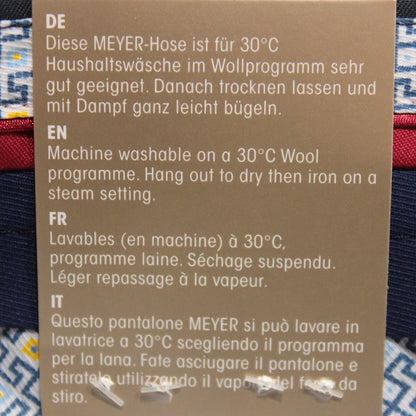 DE
Diese MEYER-Hose ist für 30°C
Haushaltswäsche im Wollprogramm sehr
gut geeignet. Danach trocknen lassen und
mit Dampf ganz leicht bügeln.
EN
Machine washable on a 30°C Wool
programme. Hang out to dry then iron on a
steam setting.
FR
Lavables (en machine) à 30°C,
programme laine. Séchage suspendu.
Léger repassage à la vapeur.
IT
Questo pantalone MEYER si può lavare in
lavatrice a 30°C scegliendo il programma
per la lana. Fate asciugare il pantalone e
stiratelo utilizzando il vapore del ferro da
stiro.